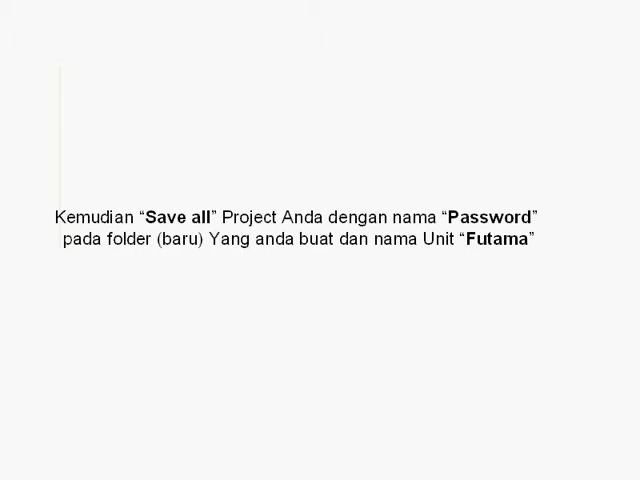 Kemudian “Save all” Project Anda dengan nama “Password”
pada folder (baru) Yang anda buat dan nama Unit “Futama”